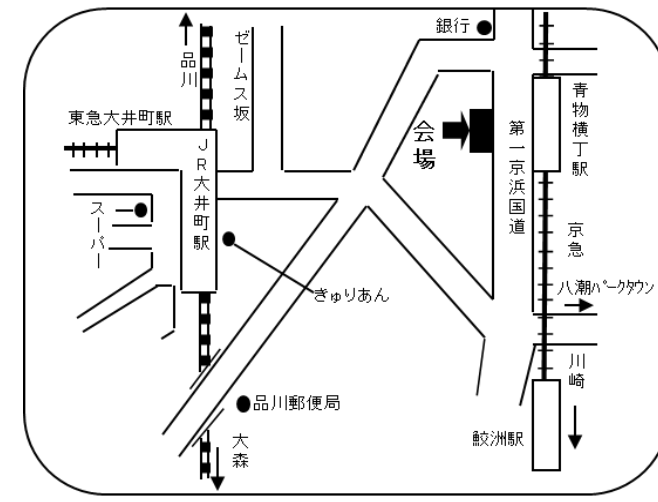 銀行
品川
ゼームス坂
東急大井町駅
JR大井町駅
会場
第一京浜国道
青物横丁駅
スーパー
京急
きゅりあん
八潮パークタウン
川崎
品川郵便局
大森
鮫洲駅